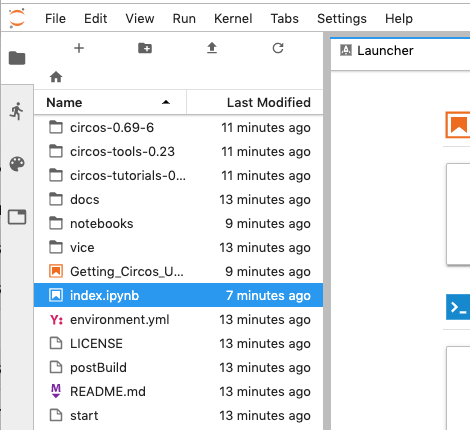 File Edit View Run Kernel Tabs Settings Help
Launcher
Name Last Modified
circos-0.69-6 11 minutes ago
circos-tools-0.23 11 minutes ago
circos-tutorials-0... 11 minutes ago
docs 13 minutes ago
notebooks 9 minutes ago
vice 13 minutes ago
Getting_Circos_U... 9 minutes ago
index.ipynb 7 minutes ago
Y: environment.yml 13 minutes ago
LICENSE 13 minutes ago
postBuild 13 minutes ago
M README.md 13 minutes ago
start 13 minutes ago